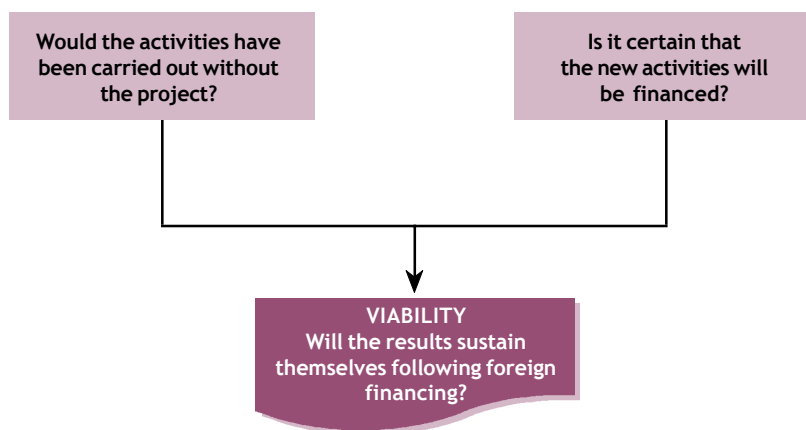 Would the activities have
been carried out without
the project?
Is it certain that
the new activities will
be financed?
VIABILITY
Will the results sustain
themselves following foreign
financing?